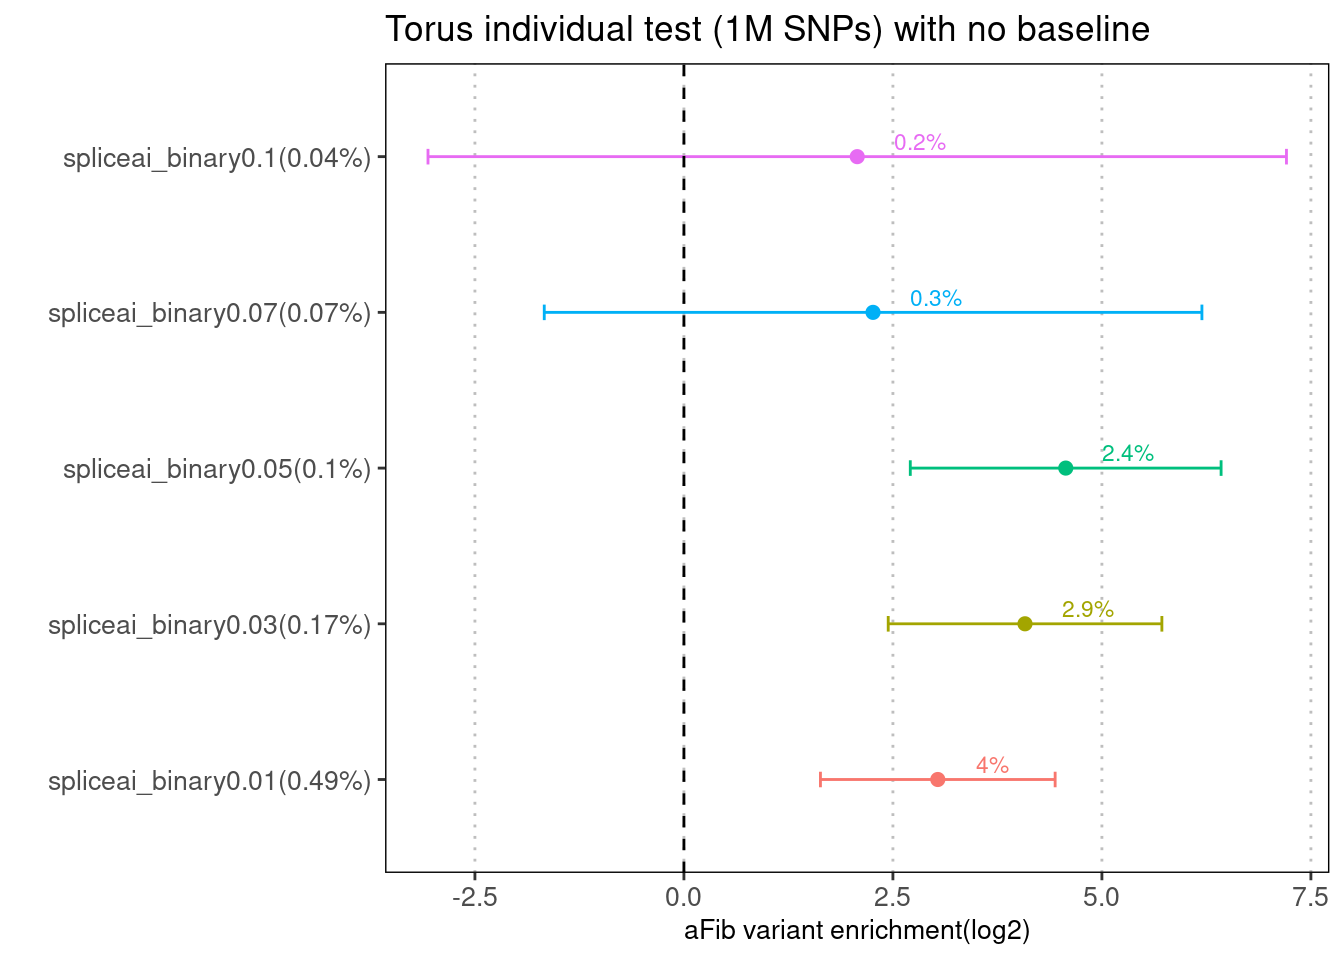 Torus individual test (1M SNPs) with no baseline
spliceai_binary0.1(0.04%)
0.2%
spliceai_binary0.07(0.07%)
0.3%
spliceai_binary0.05(0.1%)
2.4%
spliceai_binary0.03(0.17%)
2.9%
spliceai_binary0.01(0.49%)
4%
-2.5 0.0 2.5 5.0 7.5
aFib variant enrichment(log2)